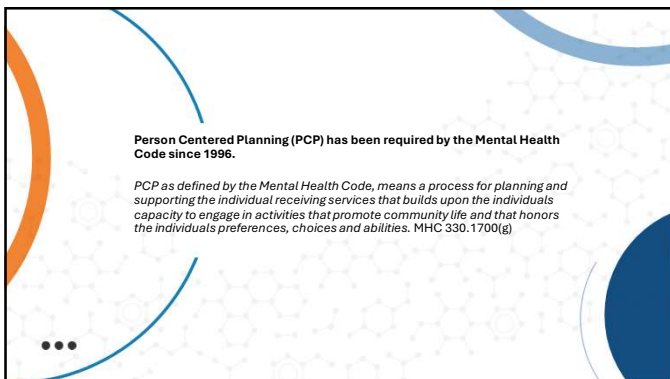 Person Centered Planning (PCP) has been required by the Mental Health
Code since 1996.
PCP as defined by the Mental Health Code, means a process for planning and
supporting the individual receiving services that builds upon the individuals
capacity to engage in activities that promote community life and that honors
the individuals preferences, choices and abilities. MHC 330.1700(g)